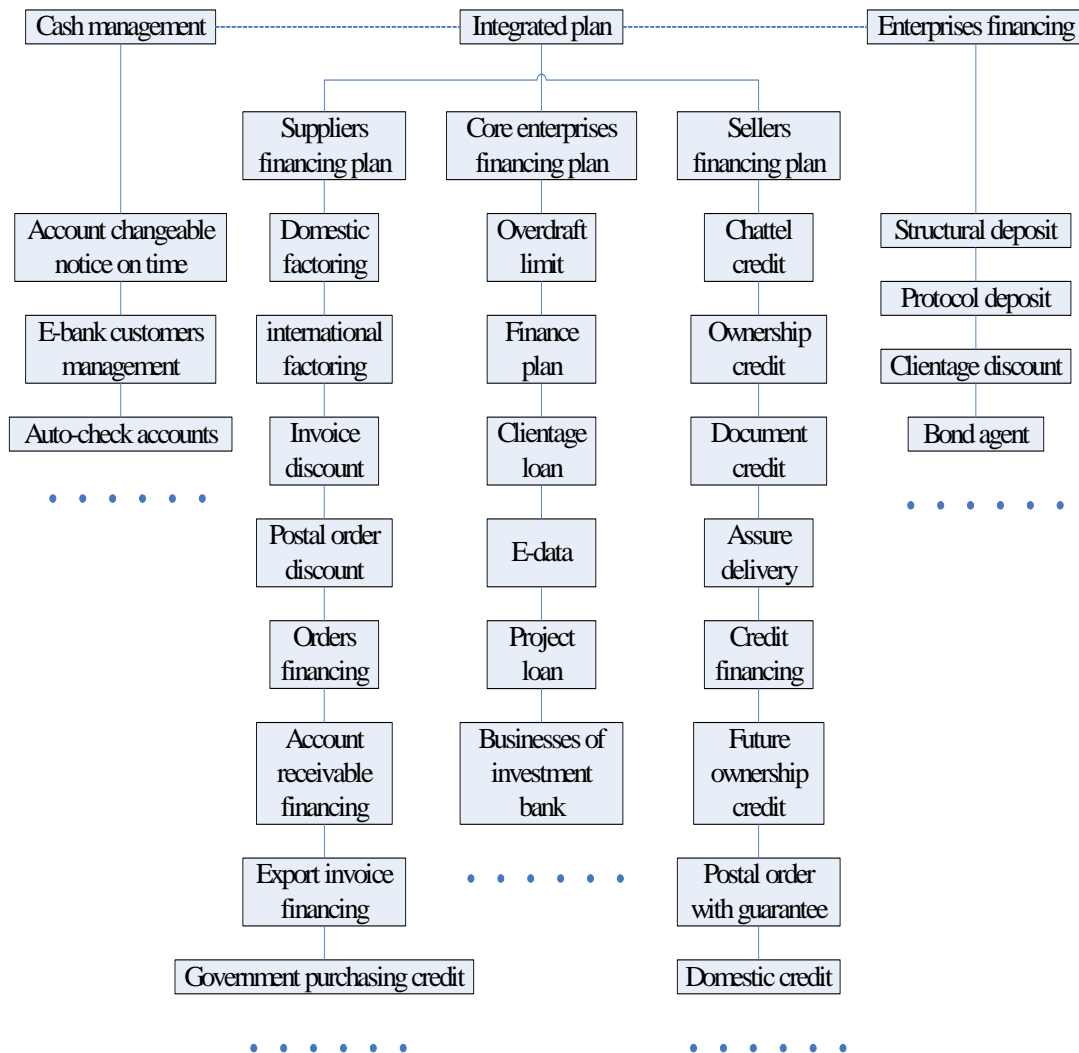 Cash management
Integrated plan
Enterprises financing
Suppliers
financing plan
Core enterprises
financing plan
Sellers
financing plan
Account changeable
notice on time
Domestic
factoring
Overdraft
limit
Chattel
credit
Structural deposit
Protocol deposit
E-bank customers
management
international
factoring
Finance
plan
Ownership
credit
Clientage discount
Auto-check accounts
Invoice
discount
Clientage
loan
Document
credit
Bond agent
Postal order
discount
E-data
Assure
delivery
Orders
financing
Project
loan
Credit
financing
Account
receivable
financing
Businesses of
investment
bank
Future
ownership
credit
Export invoice
financing
Postal order
with guarantee
Government purchasing credit
Domestic credit